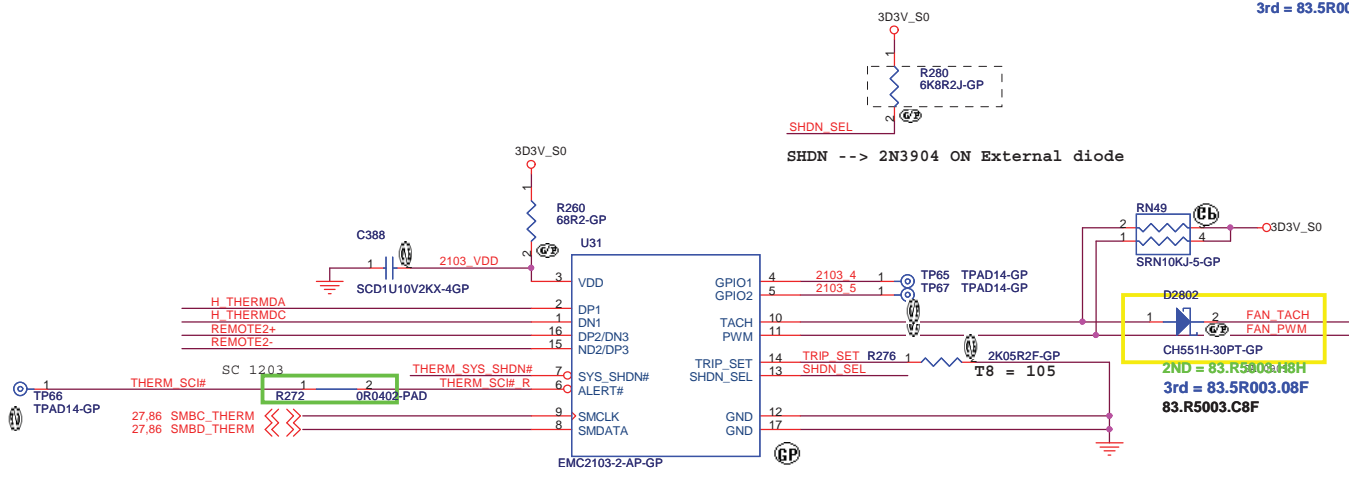 3rd = 83.5R00
3D3V_S0
1
R280
6K8R2J-GP
2
G/P
SHDN_SEL
SHDN --> 2N3904 ON External diode
3D3V_S0
1
R260
68R2-GP
2
G/P
C388
1
2103_VDD
SCD1U10V2KX-4GP
U31
3 VDD
H_THERMDA 2 DP1
H_THERMDC 1 DN1
REMOTE2+ 16 DP2/DN3
REMOTE2- 15 ND2/DP3
SC 1203
THERM_SYS_SHDN# 7 SYS_SHDN#
1 THERM_SCI# 1 2 THERM_SCI#_R 6 ALERT#
TP66 R272 0R0402-PAD
TPAD14-GP
27,86 SMBC_THERM 9 SMCLK
27,86 SMBD_THERM 8 SMDATA
EMC2103-2-AP-GP
GP
GPIO1 4 2103_4 1 TP65 TPAD14-GP
GPIO2 5 2103_5 1 TP67 TPAD14-GP
TACH 10
PWM 11
TRIP_SET 14 TRIP_SET R276 1 2K05R2F-GP
SHDN_SEL 13 SHDN_SEL T8 = 105
GND 12
GND 17
RN49
2 3 3D3V_S0
1 4
SRN10KJ-5-GP
D2802
1 2 FAN_TACH
G/P FAN_PWM
CH551H-30PT-GP
3rd = 83.5R003.08F
83.R5003.C8F